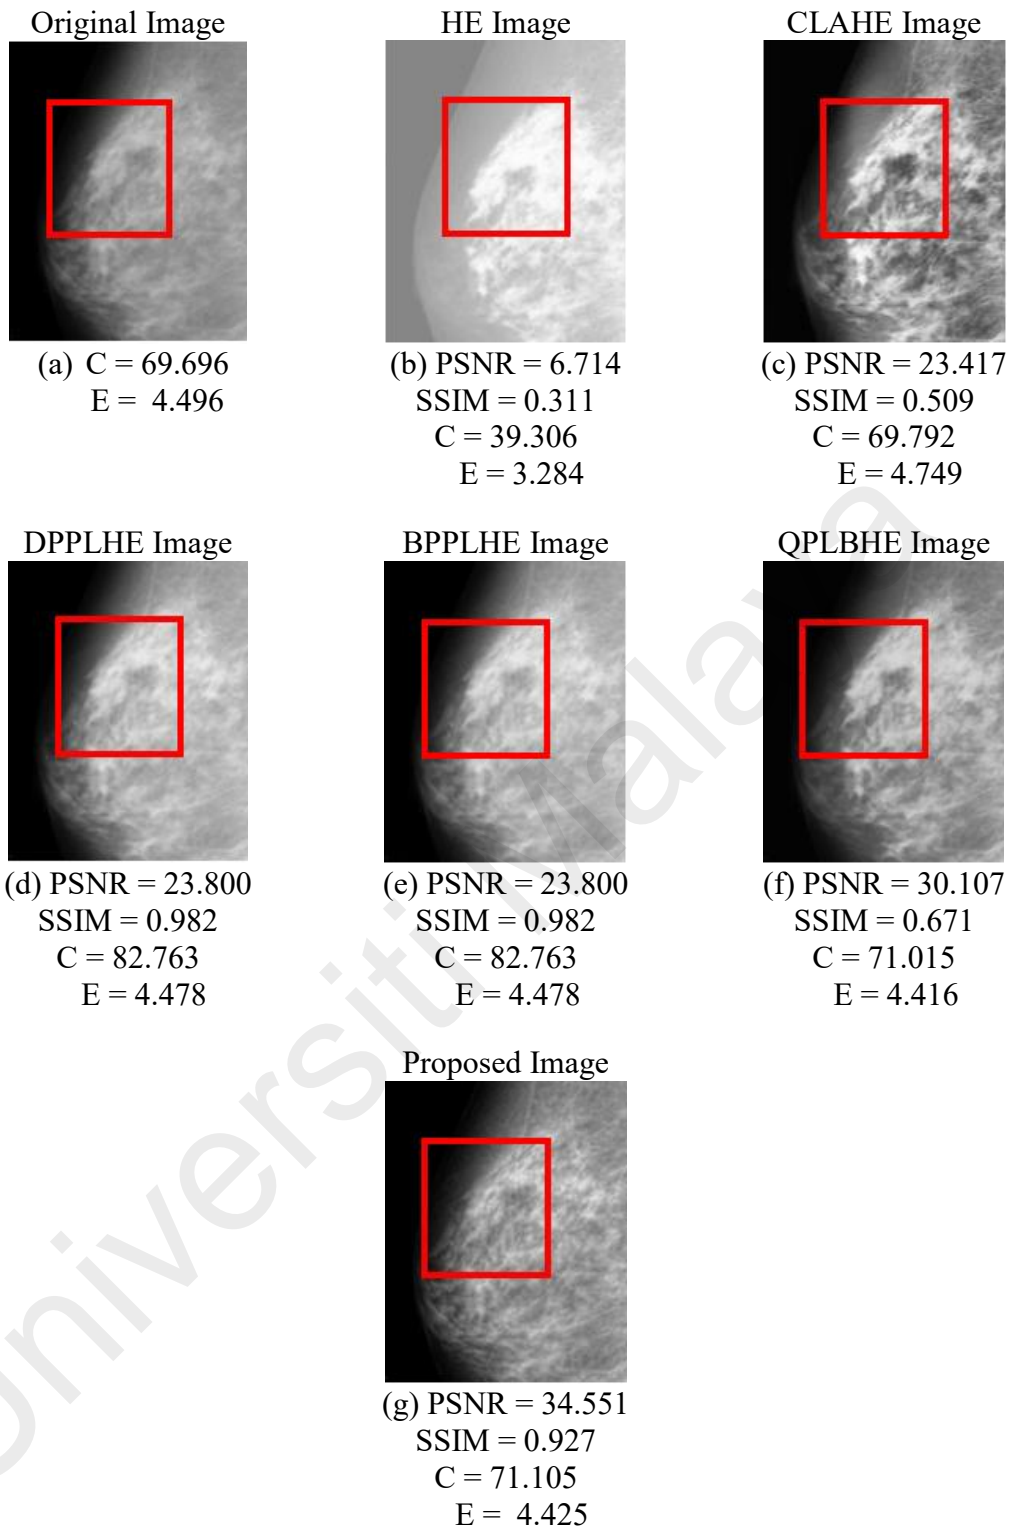 Original Image
HE Image
CLAHE Image
(a) C = 69.696
E = 4.496
(b) PSNR = 6.714
SSIM = 0.311
C = 39.306
E = 3.284
(c) PSNR = 23.417
SSIM = 0.509
C = 69.792
E = 4.749
DPPLHE Image
BPPLHE Image
QPLBHE Image
(d) PSNR = 23.800
SSIM = 0.982
C = 82.763
E = 4.478
(e) PSNR = 23.800
SSIM = 0.982
C = 82.763
E = 4.478
(f) PSNR = 30.107
SSIM = 0.671
C = 71.015
E = 4.416
Proposed Image
(g) PSNR = 34.551
SSIM = 0.927
C = 71.105
E = 4.425
Universiti Malaya